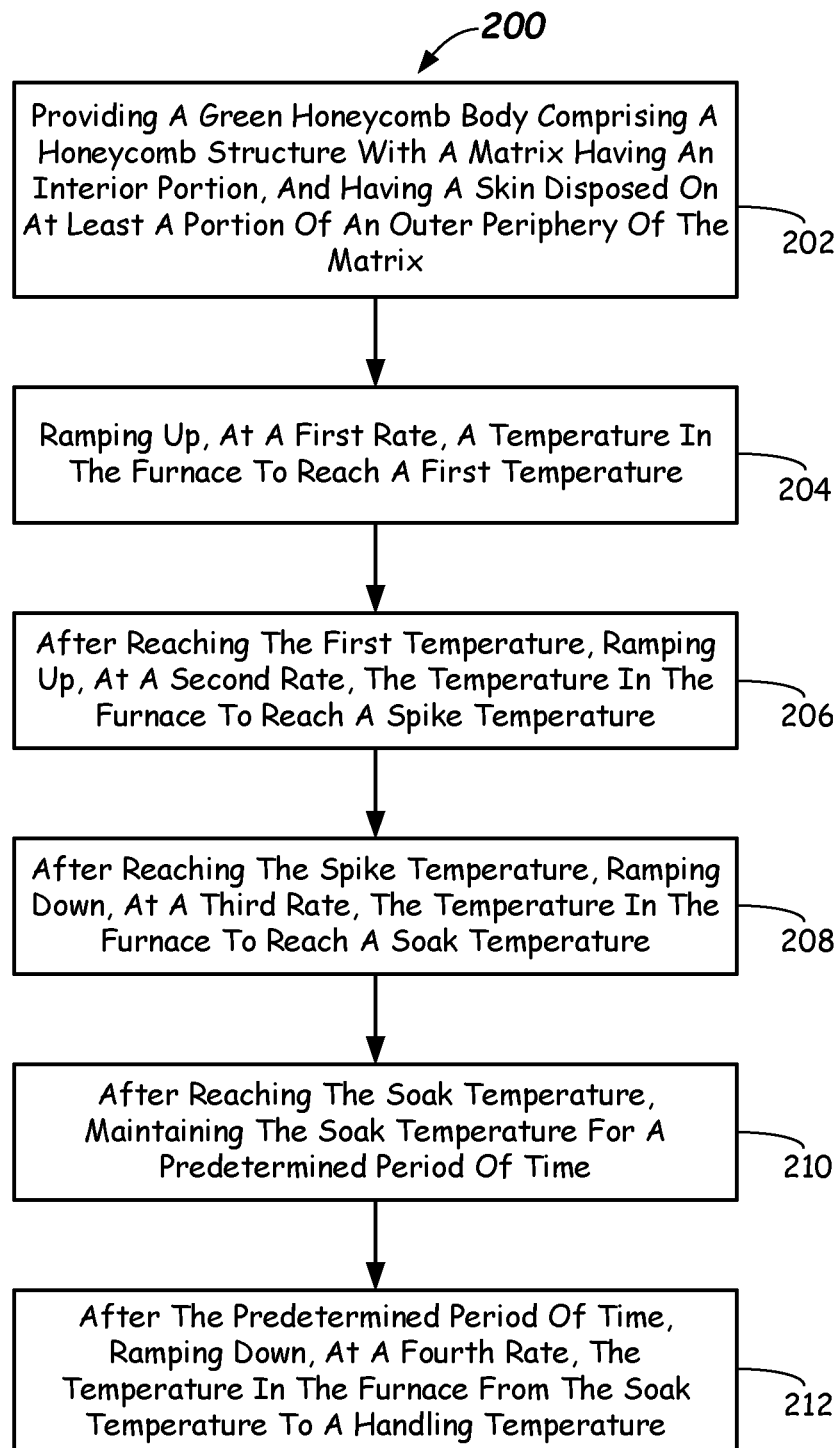 200
Providing A Green Honeycomb Body Comprising A
Honeycomb Structure With A Matrix Having An
Interior Portion, And Having A Skin Disposed On
At Least A Portion Of An Outer Periphery Of The
Matrix
202
Ramping Up, At A First Rate, A Temperature In
The Furnace To Reach A First Temperature
204
After Reaching The First Temperature, Ramping
Up, At A Second Rate, The Temperature In The
Furnace To Reach A Spike Temperature
206
After Reaching The Spike Temperature, Ramping
Down, At A Third Rate, The Temperature In The
Furnace To Reach A Soak Temperature
208
After Reaching The Soak Temperature,
Maintaining The Soak Temperature For A
Predetermined Period Of Time
210
After The Predetermined Period Of Time,
Ramping Down, At A Fourth Rate, The
Temperature In The Furnace From The Soak
Temperature To A Handling Temperature
212